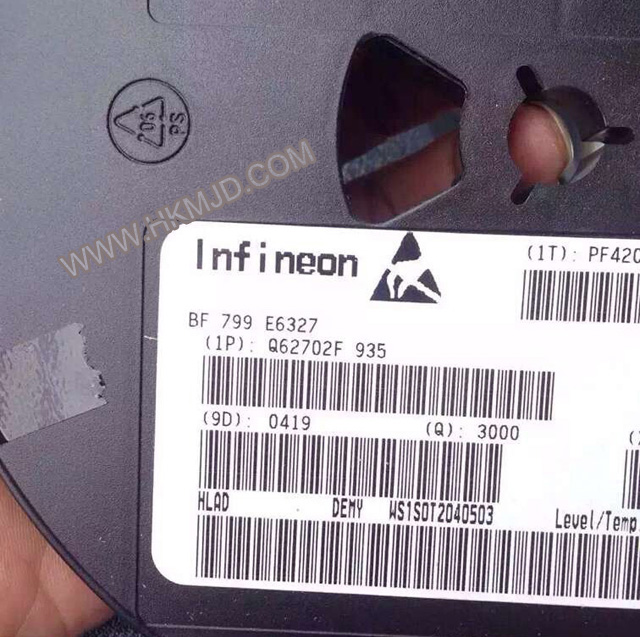 06
PS
WWW.HKMJD.COM
Infineon
(1T): PF420
BF 799 E6327
(1P): Q62702F 935
(9D): 0419
(Q): 3000
HLAD DEMY WS1SOT2040503
Level/Temp